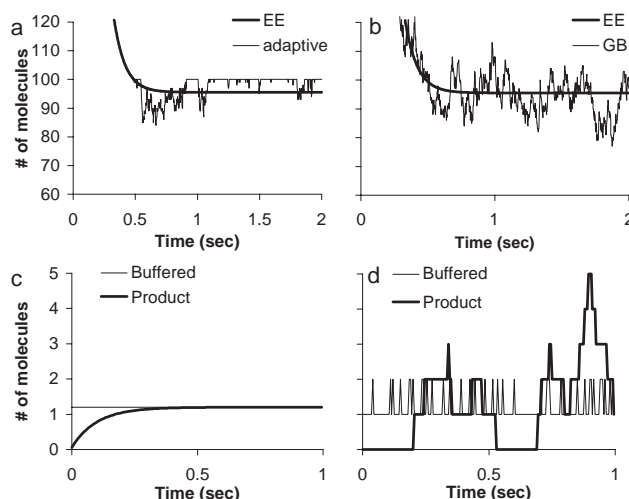 a
EE
adaptive
# of molecules
120
110
100
90
80
70
60
0 0.5 1 1.5 2
Time (sec)
b
EE
GB
0 1 2
Time (sec)
c
Buffered
Product
# of molecules
5
4
3
2
1
0
0 0.5 1
Time (sec)
d
Buffered
Product
0 0.5 1
Time (sec)